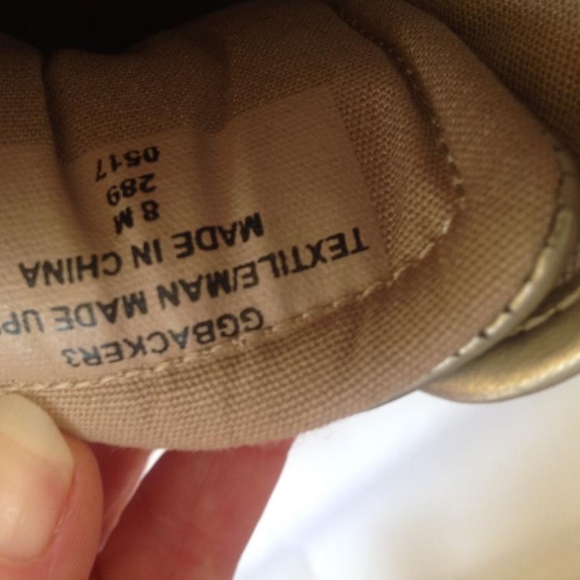 GGBACKER3
TEXTILE/MAN MADE UP
MADE IN CHINA
8 M
289
0517